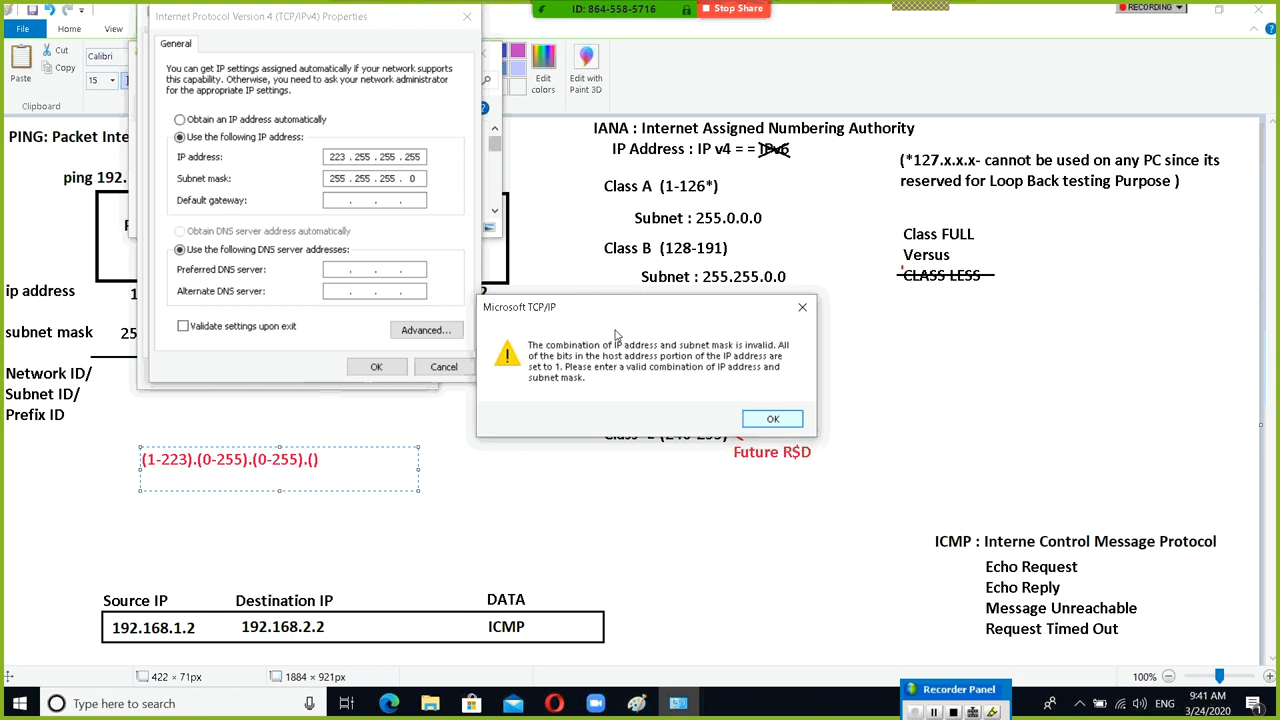 Internet Protocol Version 4 (TCP/IPv4) Properties
ID: 864-558-5716
Stop Share
RECORDING
File
Home
View
General
Paste
Cut
Copy
Clipboard
Calibri
15
Edit colors
Edit with Paint 3D
You can get IP settings assigned automatically if your network supports
this capability. Otherwise, you need to ask your network administrator
for the appropriate IP settings.
Obtain an IP address automatically
Use the following IP address:
IP address: 223 . 255 . 255 . 255
Subnet mask: 255 . 255 . 255 . 0
Default gateway: . . .
Obtain DNS server address automatically
Use the following DNS server addresses:
Preferred DNS server: . . .
Alternate DNS server: . . .
Validate settings upon exit
Advanced...
OK
Cancel
PING: Packet Inte
ping 192.
ip address 1
subnet mask 25
Network ID/
Subnet ID/
Prefix ID
(1-223).(0-255).(0-255).()
IANA : Internet Assigned Numbering Authority
IP Address : IP v4 = = IPv6
Class A (1-126*)
Subnet : 255.0.0.0
Class B (128-191)
Subnet : 255.255.0.0
(*127.x.x.x- cannot be used on any PC since its
reserved for Loop Back testing Purpose )
Class FULL
Versus
CLASS LESS
Microsoft TCP/IP
The combination of IP address and subnet mask is invalid. All
of the bits in the host address portion of the IP address are
set to 1. Please enter a valid combination of IP address and
subnet mask.
OK
Future R$D
ICMP : Interne Control Message Protocol
Echo Request
Echo Reply
Message Unreachable
Request Timed Out
Source IP Destination IP DATA
192.168.1.2 192.168.2.2 ICMP
422 × 71px
1884 × 921px
100%
Type here to search
Recorder Panel
ENG
9:41 AM
3/24/2020